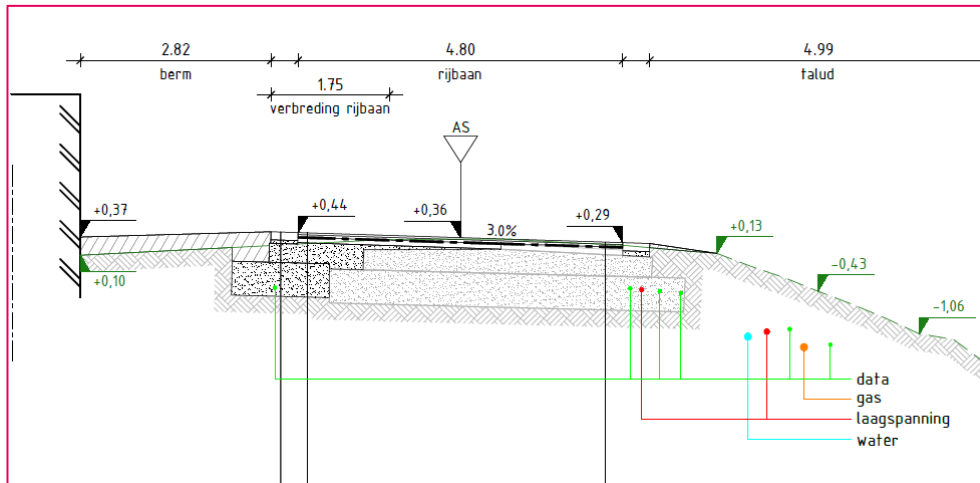 2.82 4.80 4.99
berm rijbaan talud
1.75
verbreding rijbaan
AS
+0,37 +0,44 +0,36 3.0% +0,29 +0,13
+0,10 -0,43
-1,06
data
gas
laagspanning
water